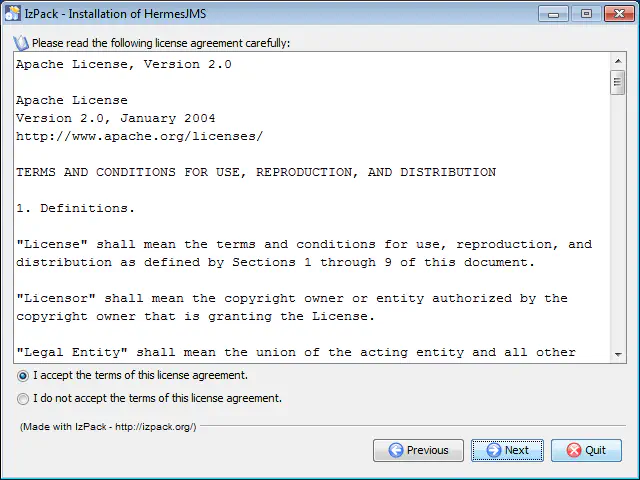 IzPack - Installation of HermesJMS
Please read the following license agreement carefully:
Apache License, Version 2.0
Apache License
Version 2.0, January 2004
http://www.apache.org/licenses/
TERMS AND CONDITIONS FOR USE, REPRODUCTION, AND DISTRIBUTION
1. Definitions.
"License" shall mean the terms and conditions for use, reproduction, and
distribution as defined by Sections 1 through 9 of this document.
"Licensor" shall mean the copyright owner or entity authorized by the
copyright owner that is granting the License.
"Legal Entity" shall mean the union of the acting entity and all other
I accept the terms of this license agreement.
I do not accept the terms of this license agreement.
(Made with IzPack - http://izpack.org/)
Previous Next Quit